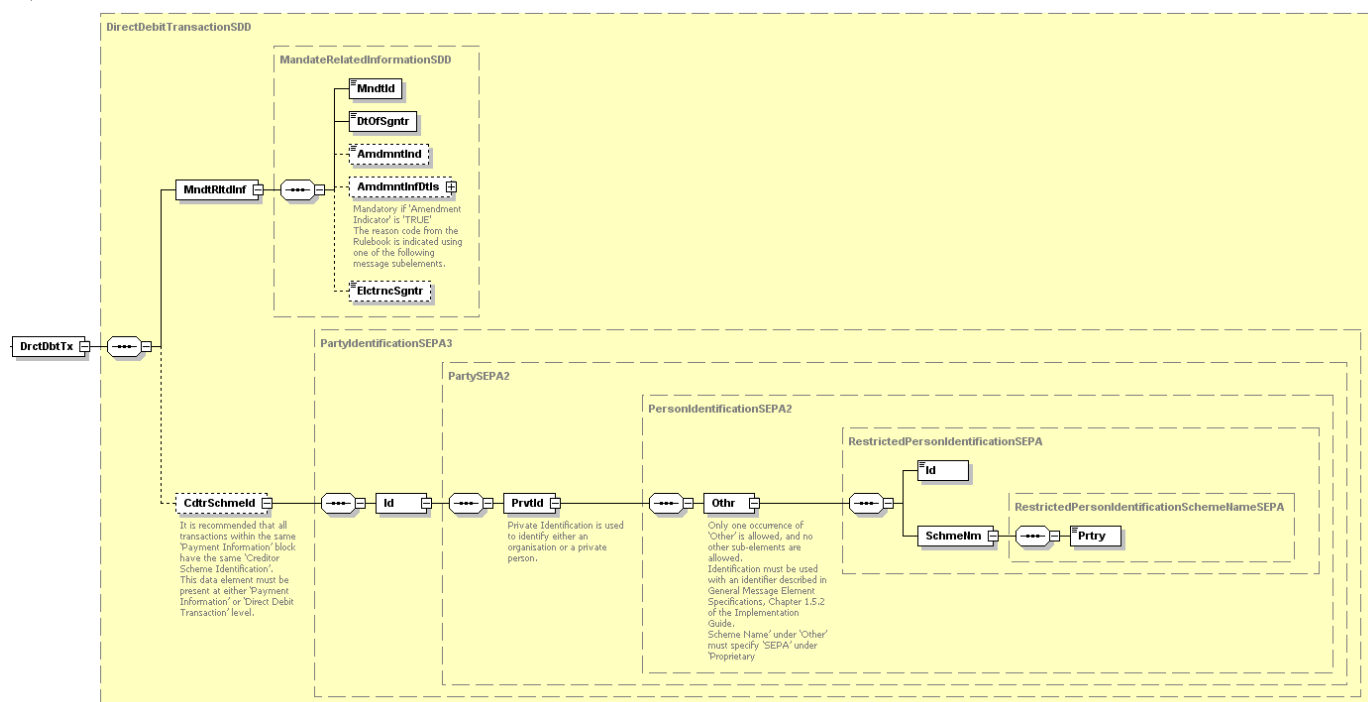 DirectDebitTransactionSDD
MandateRelatedInformationSDD
MndtId
DtOfSgntr
AmdmntInd
AmdmntInfDtls
Mandatory if 'Amendment
Indicator' is 'TRUE'
The reason code from the
Rulebook is indicated using
one of the following
message subelements.
ElctrncSgntr
MndtRltdInf
DrctDbtTx
PartyIdentificationSEPA3
PartySEPA2
PersonIdentificationSEPA2
RestrictedPersonIdentificationSEPA
Id
RestrictedPersonIdentificationSchemeNameSEPA
CdtrSchmeId
Id
PrvtId
Othr
SchmeNm
Prtry
It is recommended that all
transactions within the same
'Payment Information' block
have the same 'Creditor
Scheme Identification'.
This data element must be
present at either 'Payment
Information' or 'Direct Debit
Transaction' level.
Private Identification is used
to identify either an
organisation or a private
person.
Only one occurrence of
'Other' is allowed, and no
other sub-elements are
allowed.
Identification must be used
with an identifier described in
General Message Element
Specifications, Chapter 1.5.2
of the Implementation
Guide.
Scheme Name' under 'Other'
must specify 'SEPA' under
'Proprietary